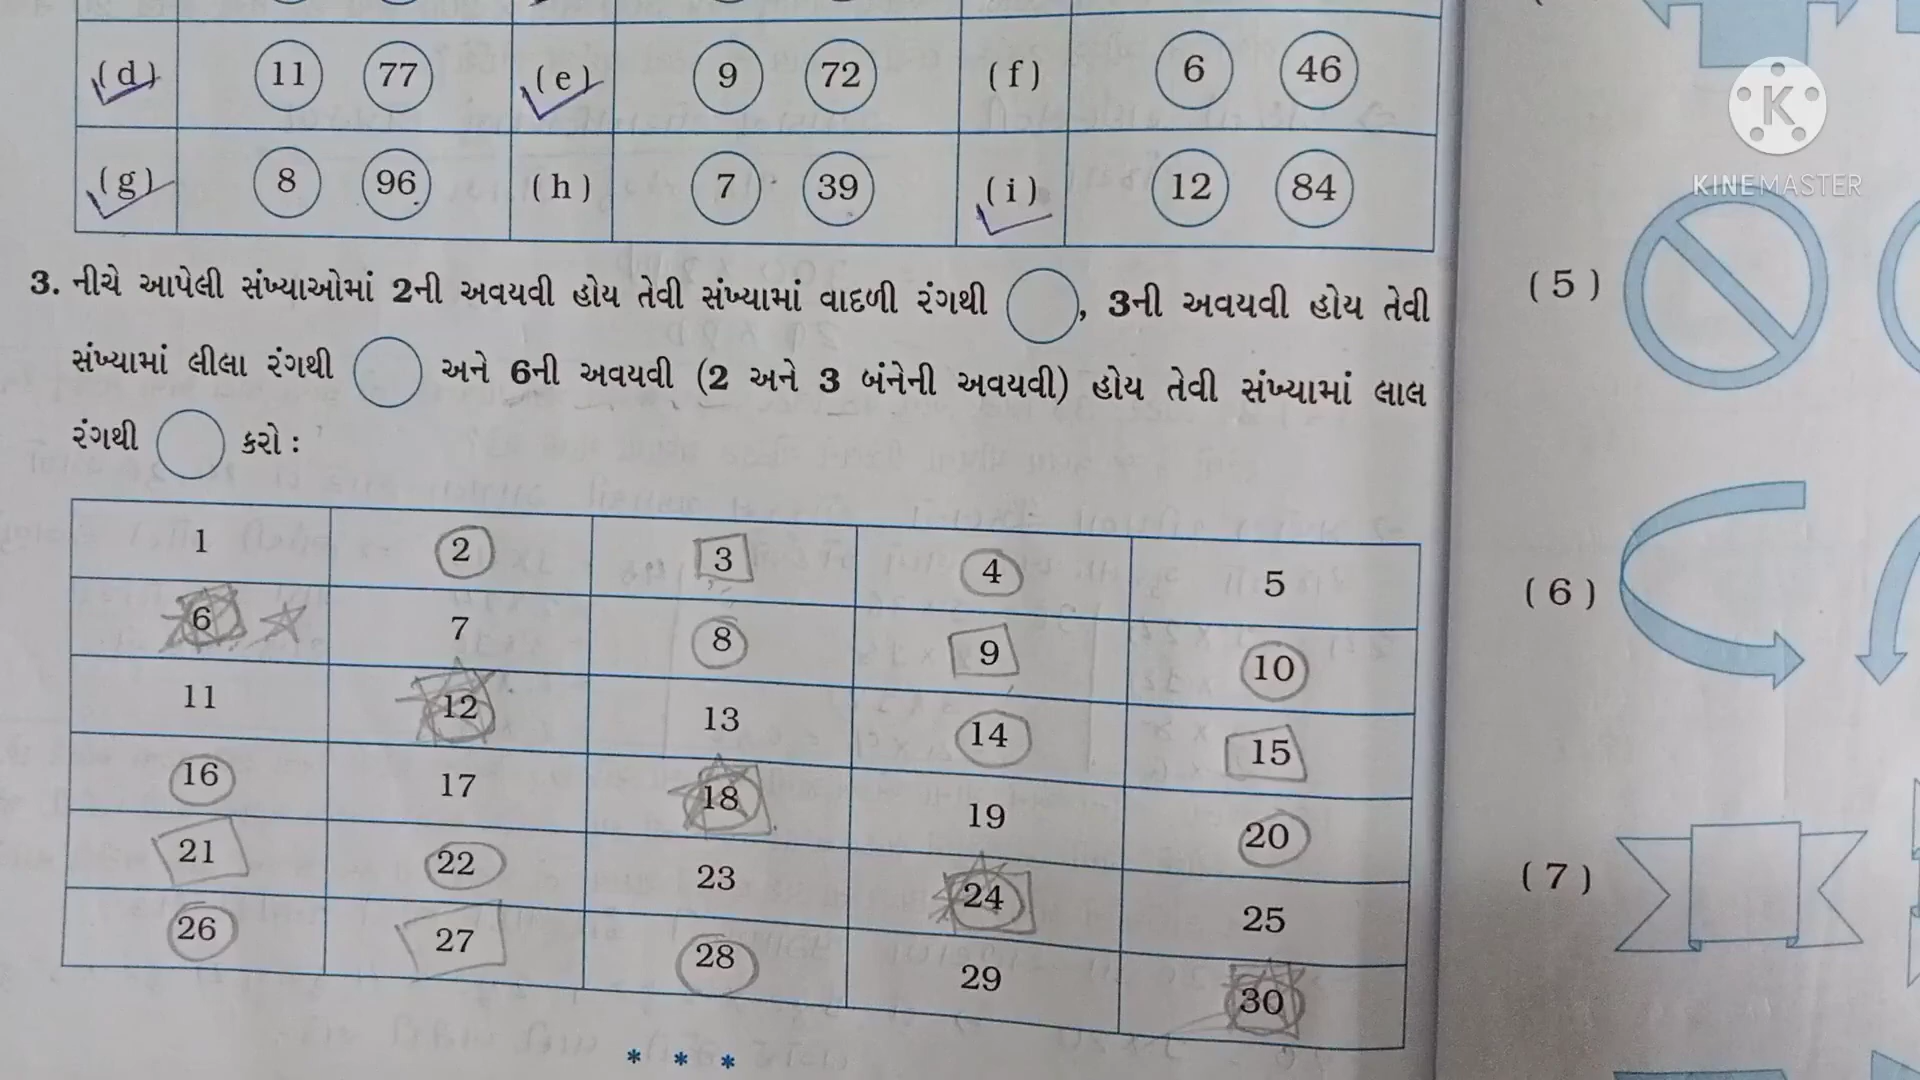 (d) 11 77 (e) 9 72 (f) 6 46
(g) 8 96 (h) 7 39 (i) 12 84
3. નીચે આપેલી સંખ્યાઓમાં 2ની અવયવી હોય તેવી સંખ્યામાં વાદળી રંગથી , 3ની અવયવી હોય તેવી
સંખ્યામાં લીલા રંગથી અને 6ની અવયવી (2 અને 3 બંનેની અવયવી) હોય તેવી સંખ્યામાં લાલ
રંગથી કરો :
1 2 3 4 5
6 7 8 9 10
11 12 13 14 15
16 17 18 19 20
21 22 23 24 25
26 27 28 29 30
* * *
K
KINEMASTER
(5)
(6)
(7)